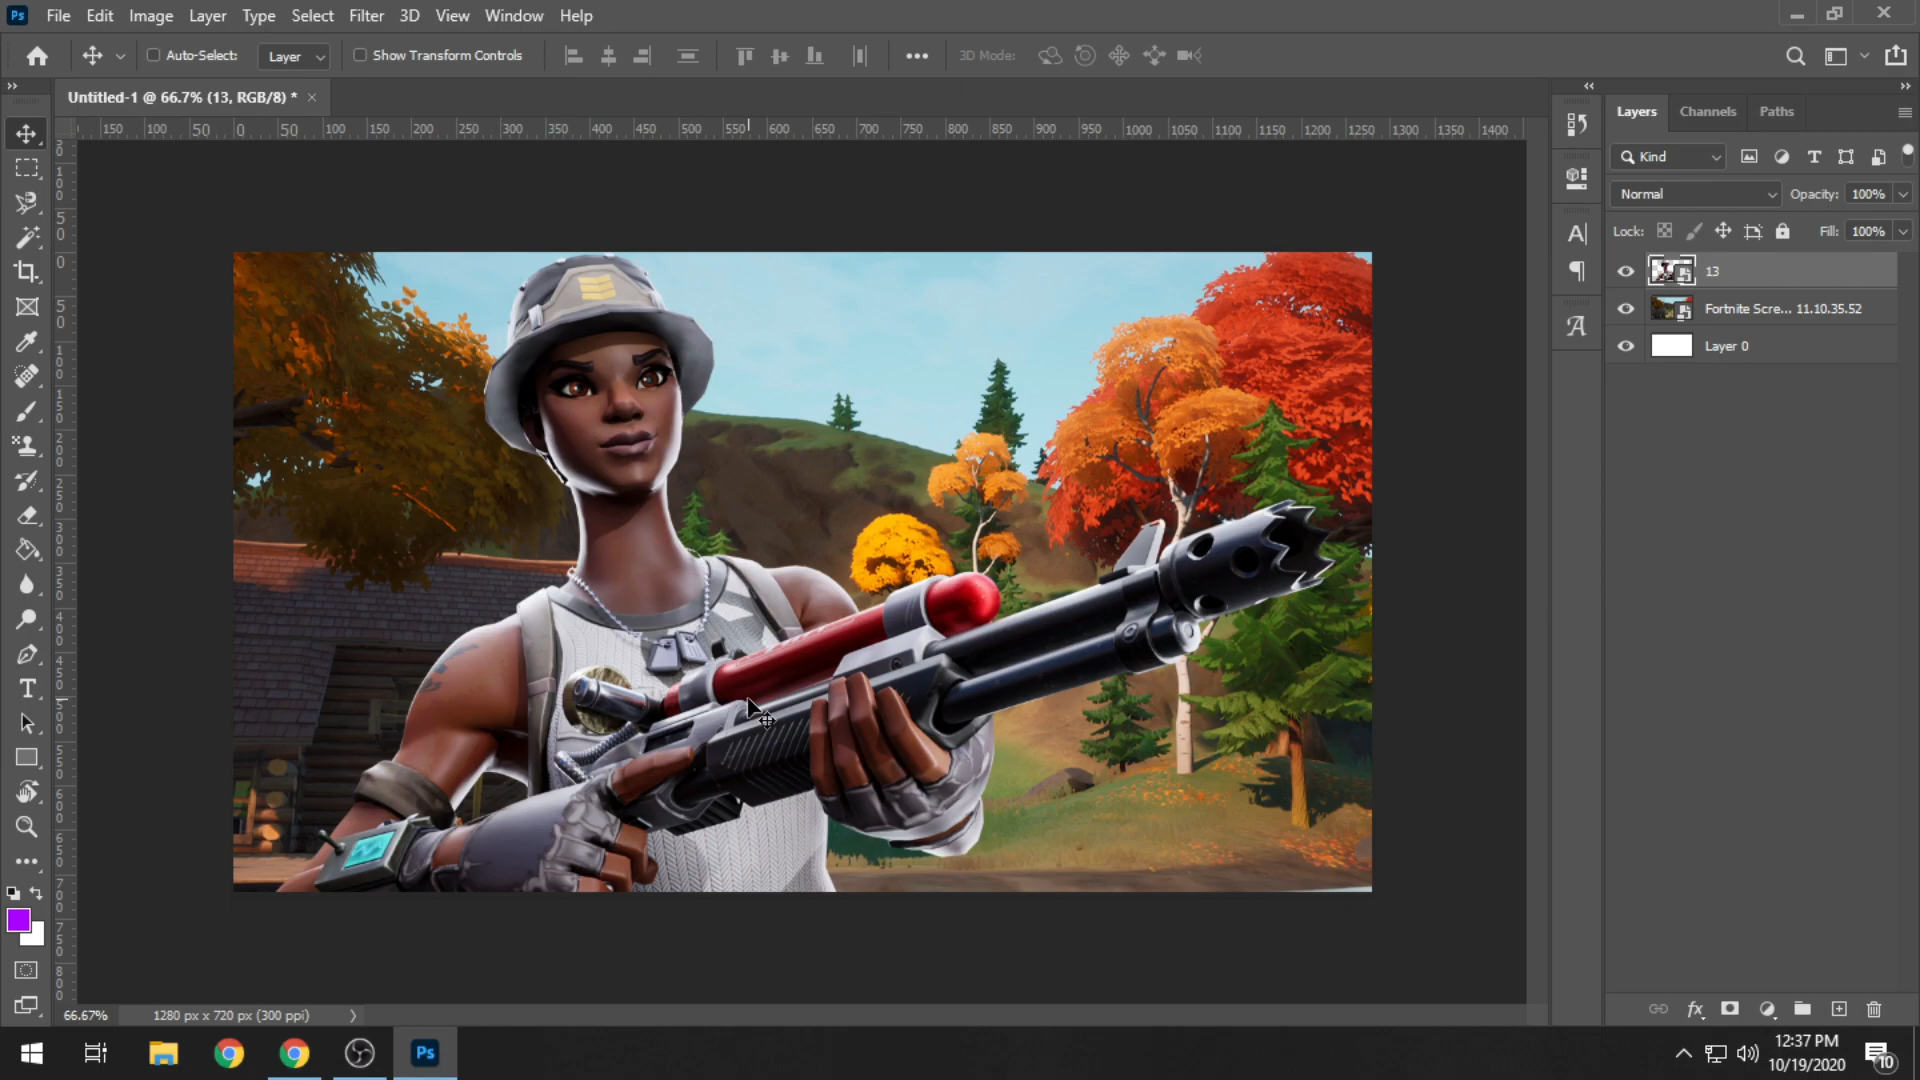 Ps File Edit Image Layer Type Select Filter 3D View Window Help
Auto-Select: Layer Show Transform Controls 3D Mode:
Untitled-1 @ 66.7% (13, RGB/8) *
150 100 50 0 50 100 150 200 250 300 350 400 450 500 550 600 650 700 750 800 850 900 950 1000 1050 1100 1150 1200 1250 1300 1350 1400
Layers Channels Paths
Kind
Normal Opacity: 100%
Lock: Fill: 100%
13
Fortnite Scre... 11.10.35.52
Layer 0
66.67% 1280 px x 720 px (300 ppi)
Ps
12:37 PM
10/19/2020
10